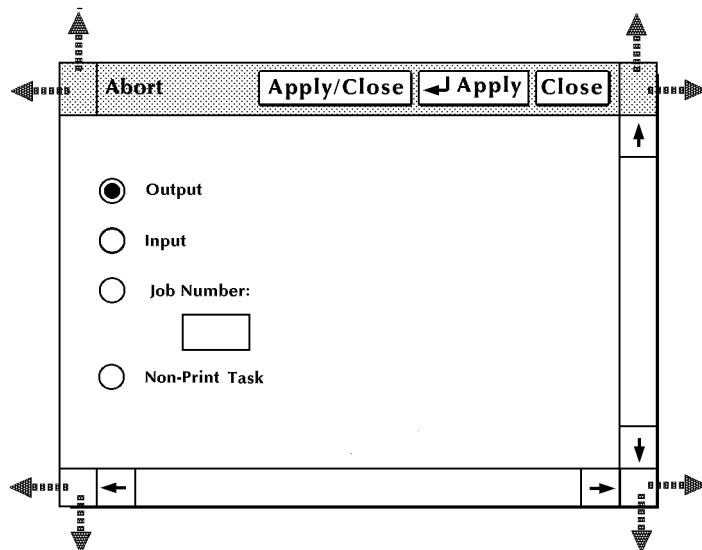 Abort Apply/Close Apply Close
Output
Input
Job Number:
Non-Print Task